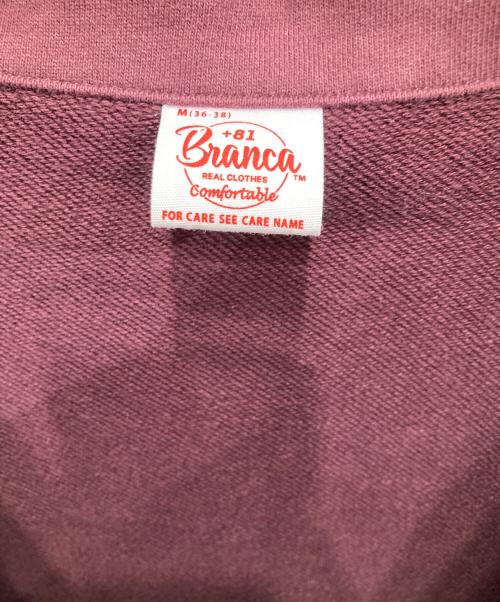 M(36-38)
+81
Branca
REAL CLOTHES
TM
Comfortable
FOR CARE SEE CARE NAME